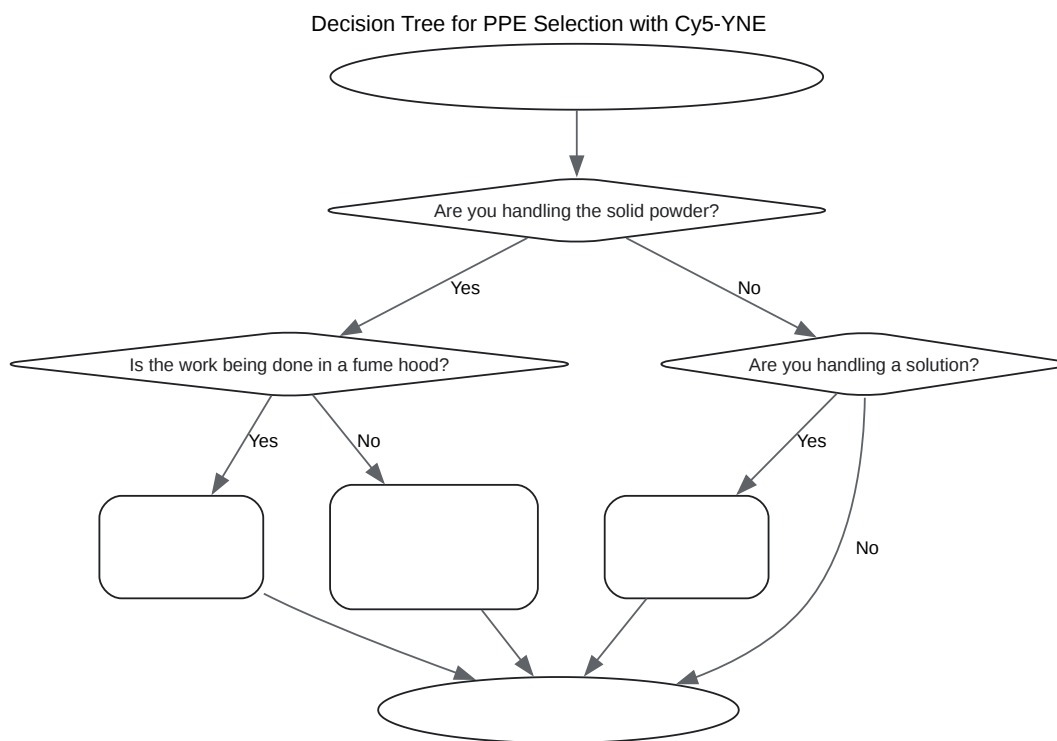 Decision Tree for PPE Selection with Cy5-YNE
Are you handling the solid powder?
Yes
No
Is the work being done in a fume hood?
Are you handling a solution?
Yes
No
Yes
No